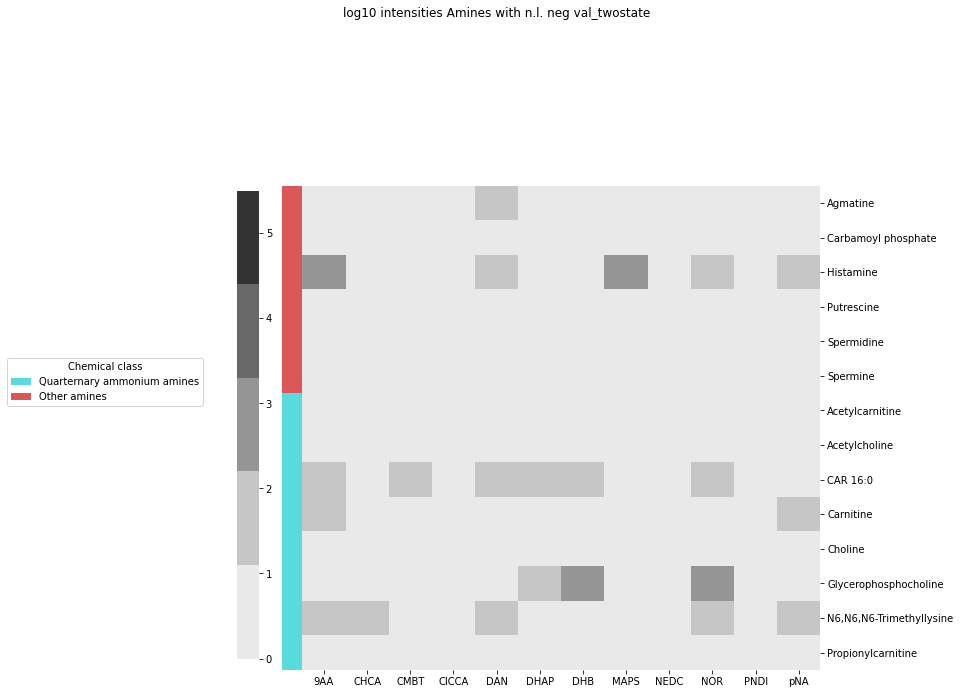 log10 intensities Amines with n.l. neg val_twostate
Agmatine
Carbamoyl phosphate
Histamine
Putrescine
Spermidine
Spermine
Acetylcarnitine
Acetylcholine
CAR 16:0
Carnitine
Choline
Glycerophosphocholine
N6,N6,N6-Trimethyllysine
Propionylcarnitine
5
4
3
2
1
0
Chemical class
Quarternary ammonium amines
Other amines
9AA CHCA CMBT ClCCA DAN DHAP DHB MAPS NEDC NOR PNDI pNA